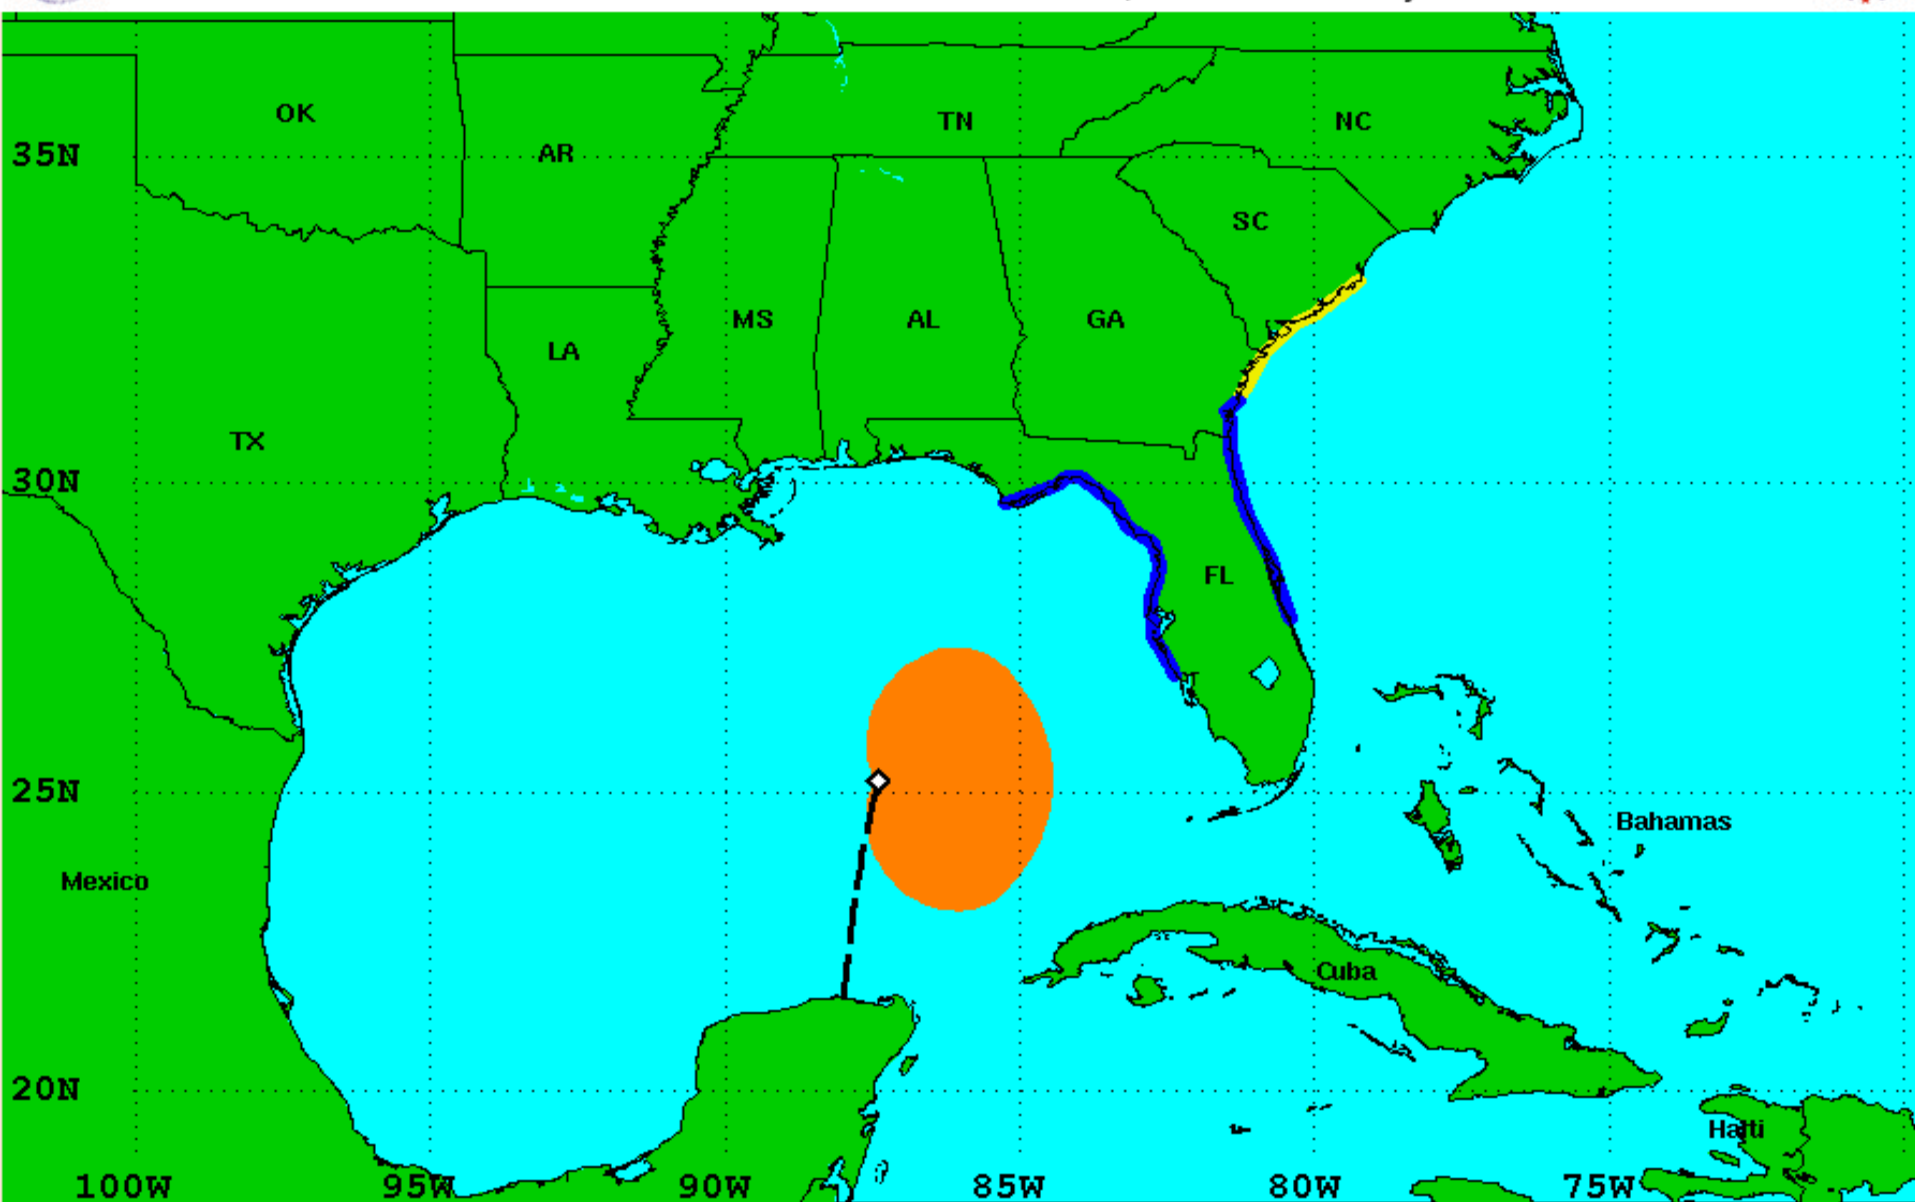 OK
TN
NC
AR
35N
SC
MS
AL
GA
LA
TX
30N
FL
25N
Bahamas
Mexico
Cuba
20N
Haiti
100W 95W 90W 85W 80W 75W